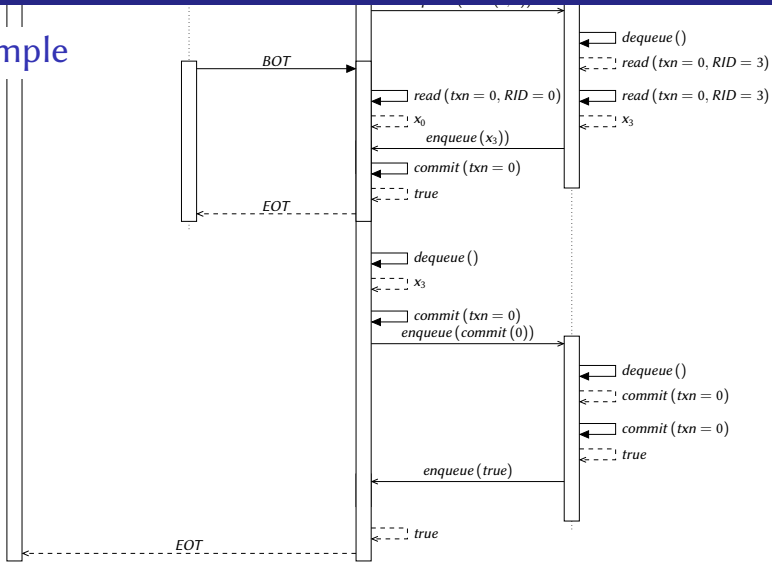 mple
dequeue ()
BOT
read (txn = 0, RID = 3)
read (txn = 0, RID = 0)
read (txn = 0, RID = 3)
x₀
x₃
enqueue (x₃))
commit (txn = 0)
true
EOT
dequeue ()
x₃
commit (txn = 0)
enqueue (commit (0))
dequeue ()
commit (txn = 0)
commit (txn = 0)
true
enqueue (true)
true
EOT